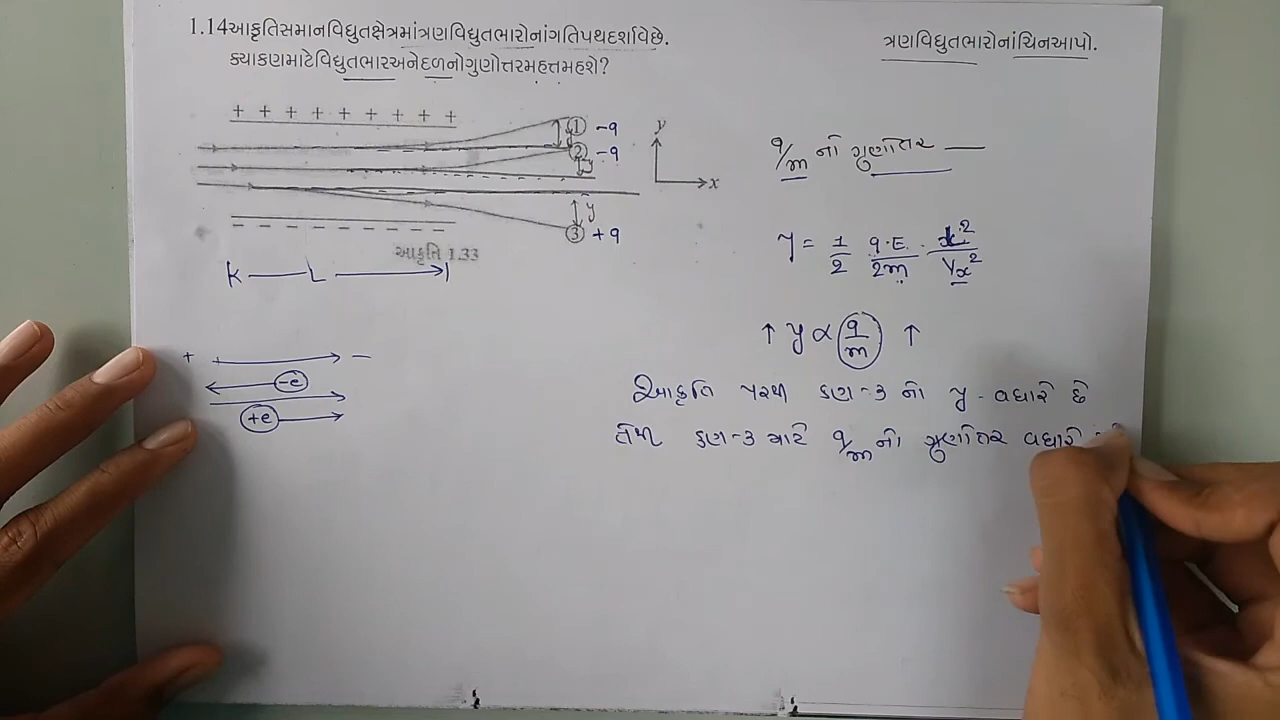 1.14આકૃતિસમાનવિદ્યુતક્ષેત્રમાંત્રણવિદ્યુતભારોનાંગતિપથદર્શાવેછે.
ત્રણવિદ્યુતભારોનાંચિનઆપો.
ક્યાકણમાટેવિદ્યુતભારઅનેદળનોગુણોત્તરમહત્તમહશે?
+ + + + + + + + +
① -q
② -q
y
y
③ +q
y
x
- - - - - - - -
આકૃતિ 1.33
L
q/m નો ગુણોતર —
y = 1/2 q·E/2m · x²/Vx²
↑ y ∝ q/m ↑
+ → -
-e
+e
આકૃતિ પરથી કણ-૩ નો y - વધારે છે
તેથી કણ-૩ માટે q/m નો ગુણોતર વધારે